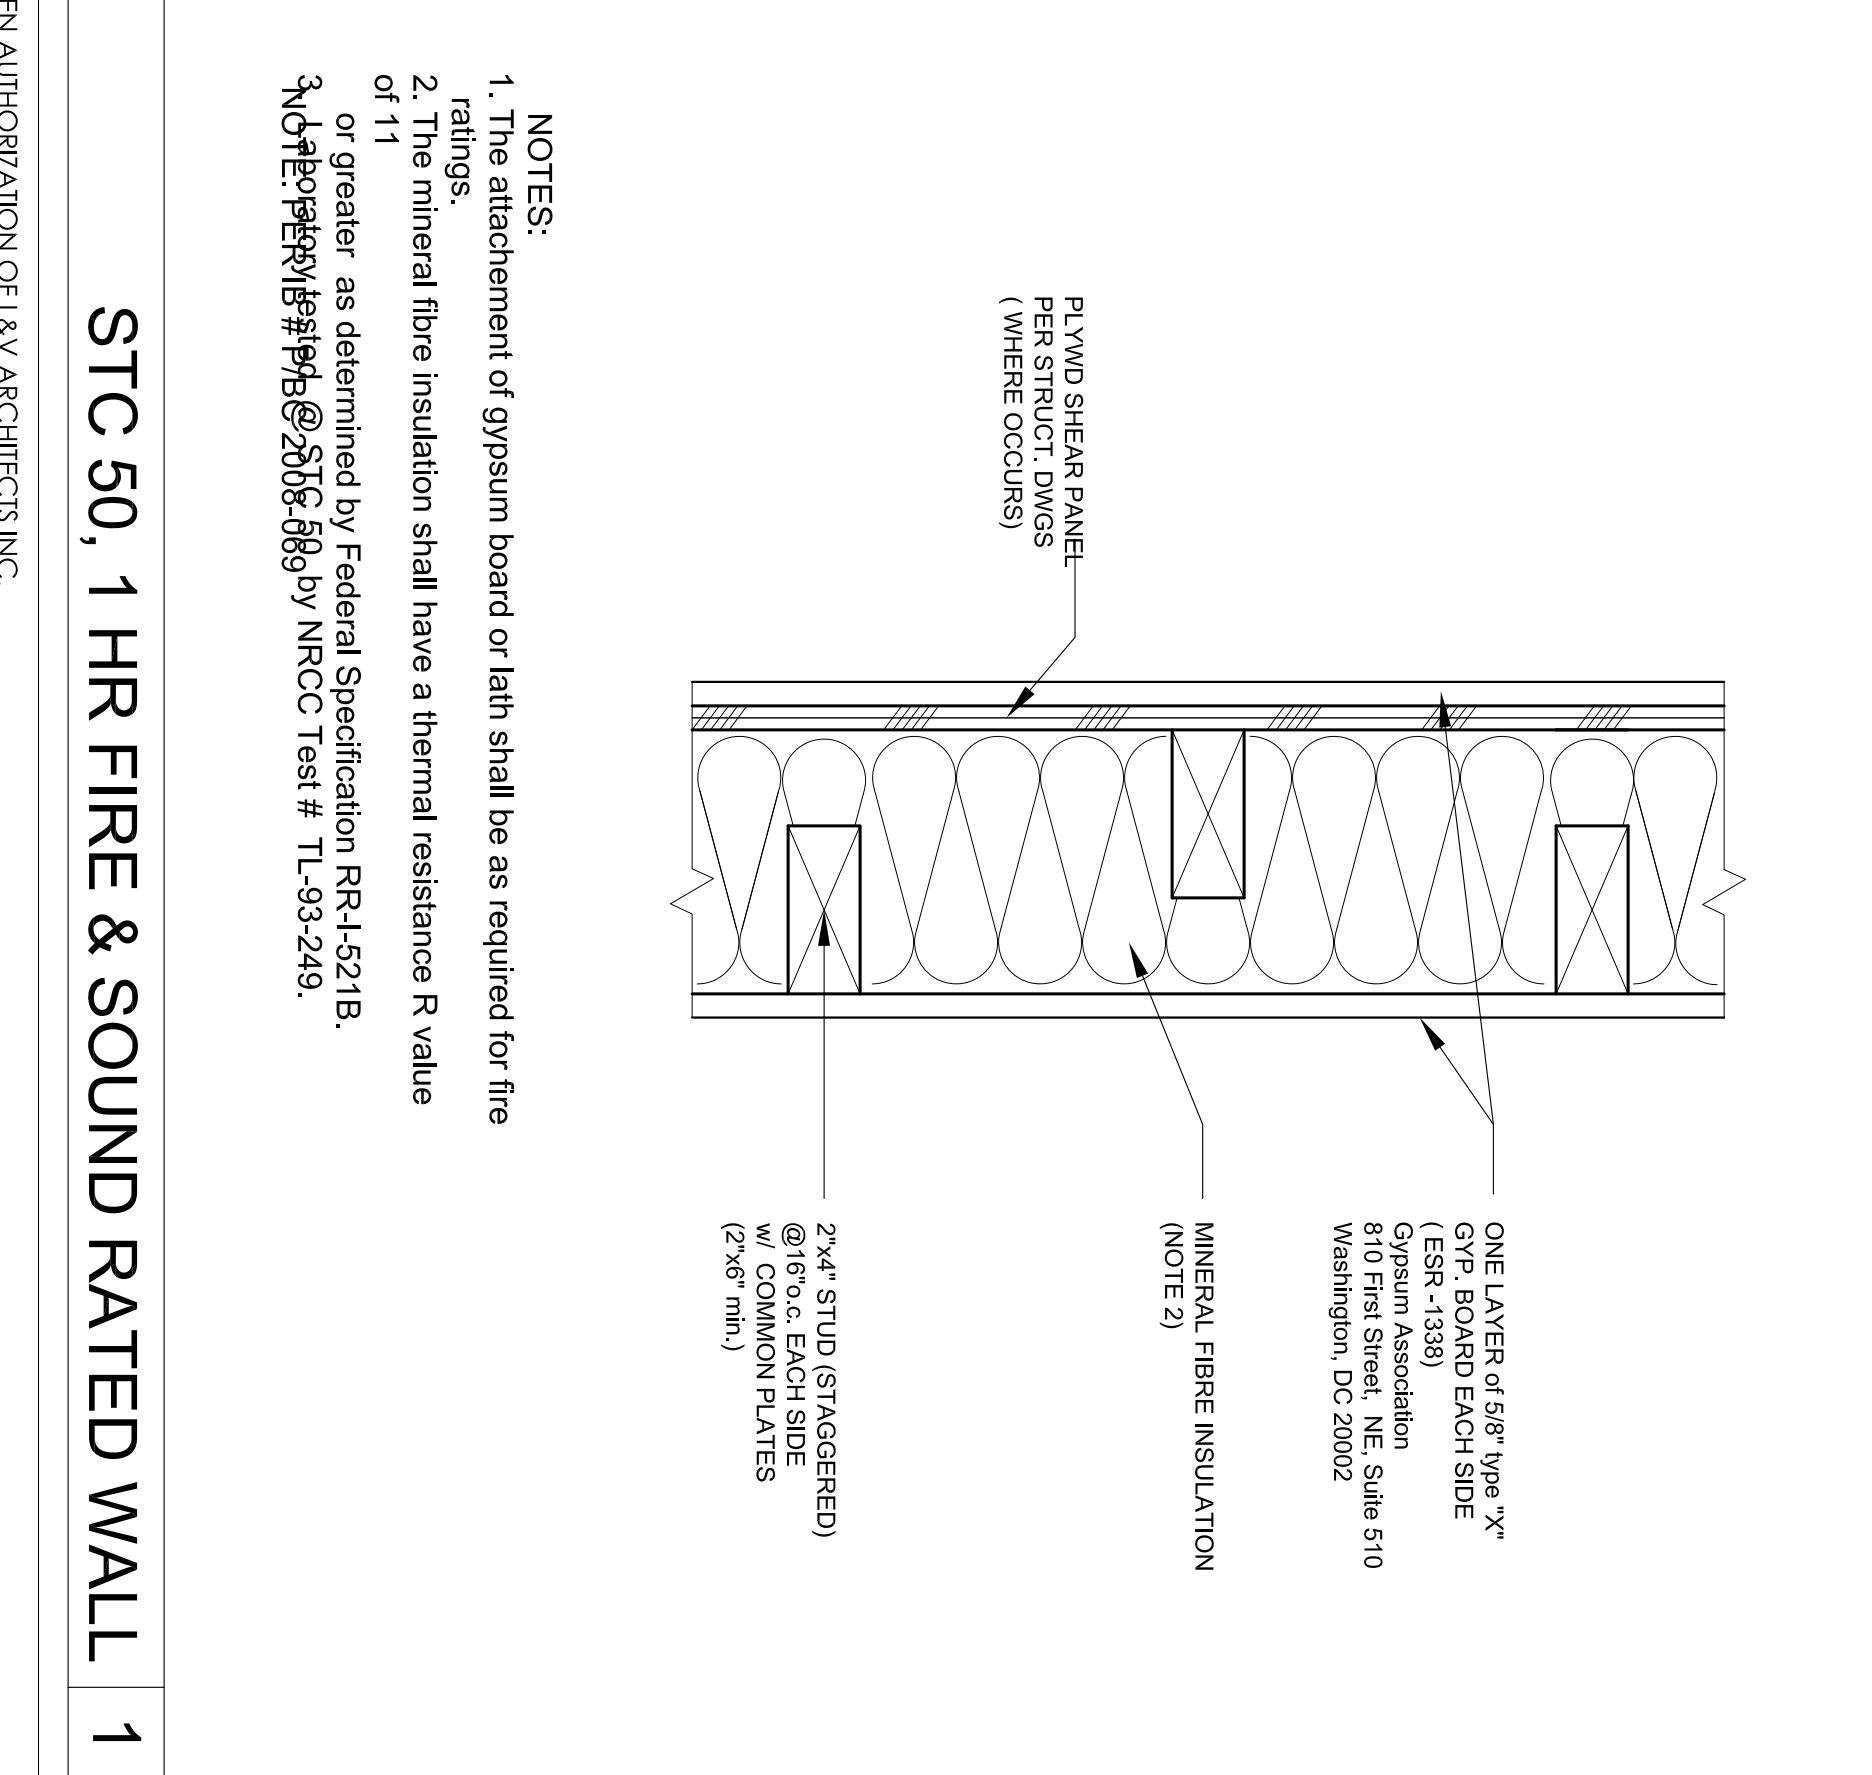 ONE LAYER of 5/8" type "X"
GYP. BOARD EACH SIDE
( ESR -1338)
Gypsum Association
810 First Street, NE, Suite 510
Washington, DC 20002
MINERAL FIBRE INSULATION
(NOTE 2)
2"x4" STUD (STAGGERED)
@16"o.c. EACH SIDE
w/ COMMON PLATES
(2"x6" min.)
PLYWD SHEAR PANEL
PER STRUCT. DWGS
( WHERE OCCURS)
NOTES:
1. The attachement of gypsum board or lath shall be as required for fire
ratings.
2. The mineral fibre insulation shall have a thermal resistance R value
of 11
or greater as determined by Federal Specification RR-I-521B.
3. Laboratory tested @ STC 50 by NRCC Test # TL-93-249.
NOTE: PER IB # P/BC 2008-069
STC 50, 1 HR FIRE & SOUND RATED WALL
1
AUTHORIZATION OF J & V ARCHITECTS INC.